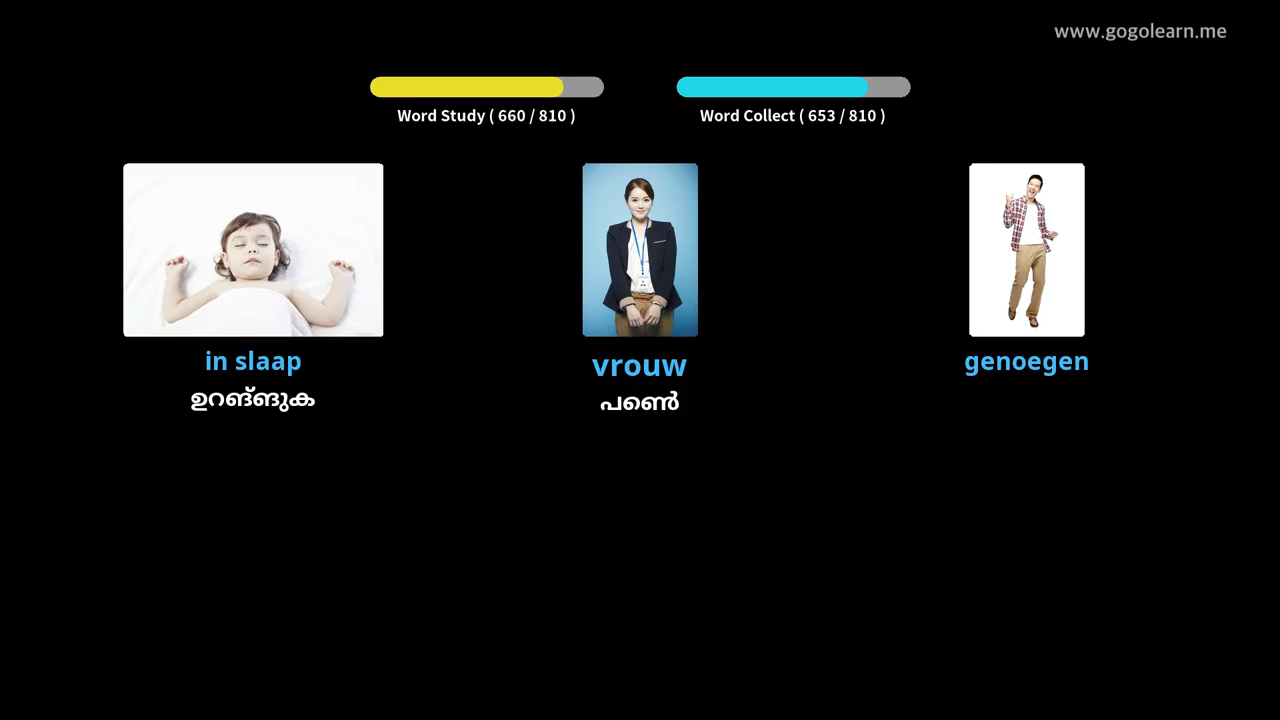 www.gogolearn.me
Word Study ( 660 / 810 )
Word Collect ( 653 / 810 )
in slaap
ഉറങ്ങുക
vrouw
പെൺ
genoegen